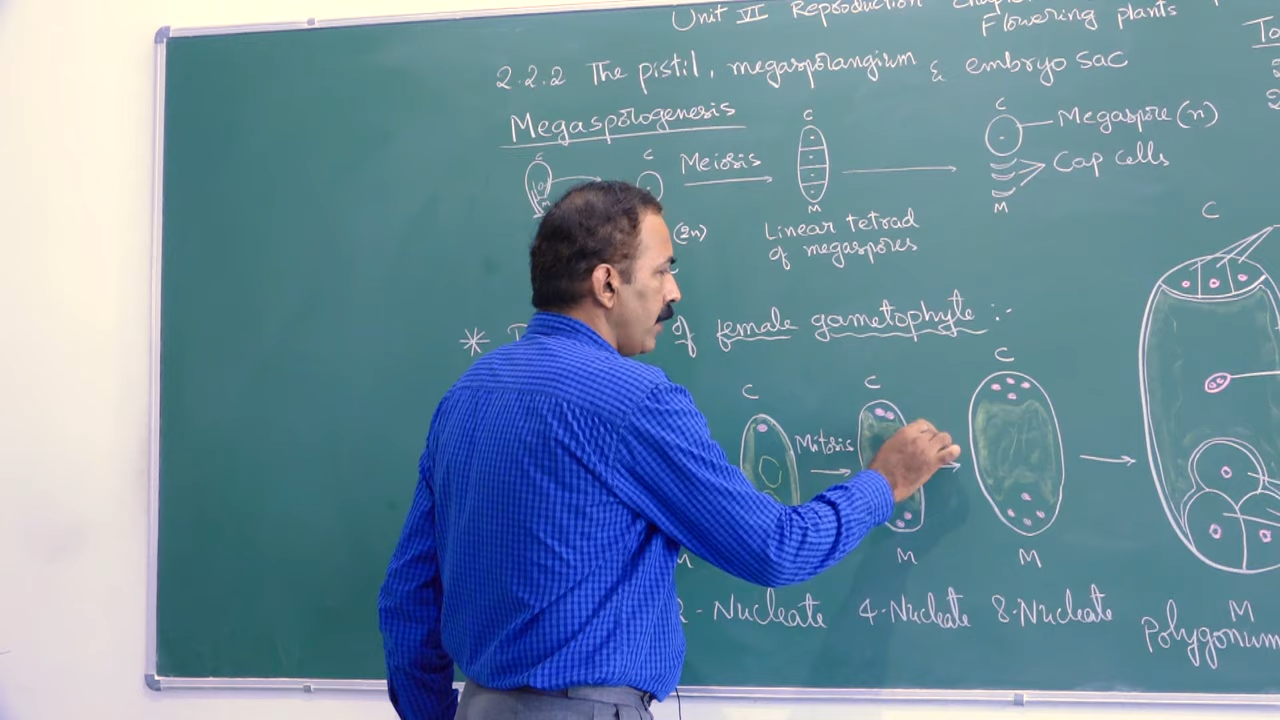 Unit VI Reproduction
Flowering plants
2.2.2 The pistil, megasporangium & embryo sac
Megasporogenesis
C
C
Meiosis
C
C
Megaspore (n)
Cap cells
M
M
M
(2n)
Linear tetrad
of megaspores
C
* of female gametophyte :-
C
C
C
Mitosis
M
M
M
- Nucleate
4-Nucleate
8-Nucleate
M
Polygonum